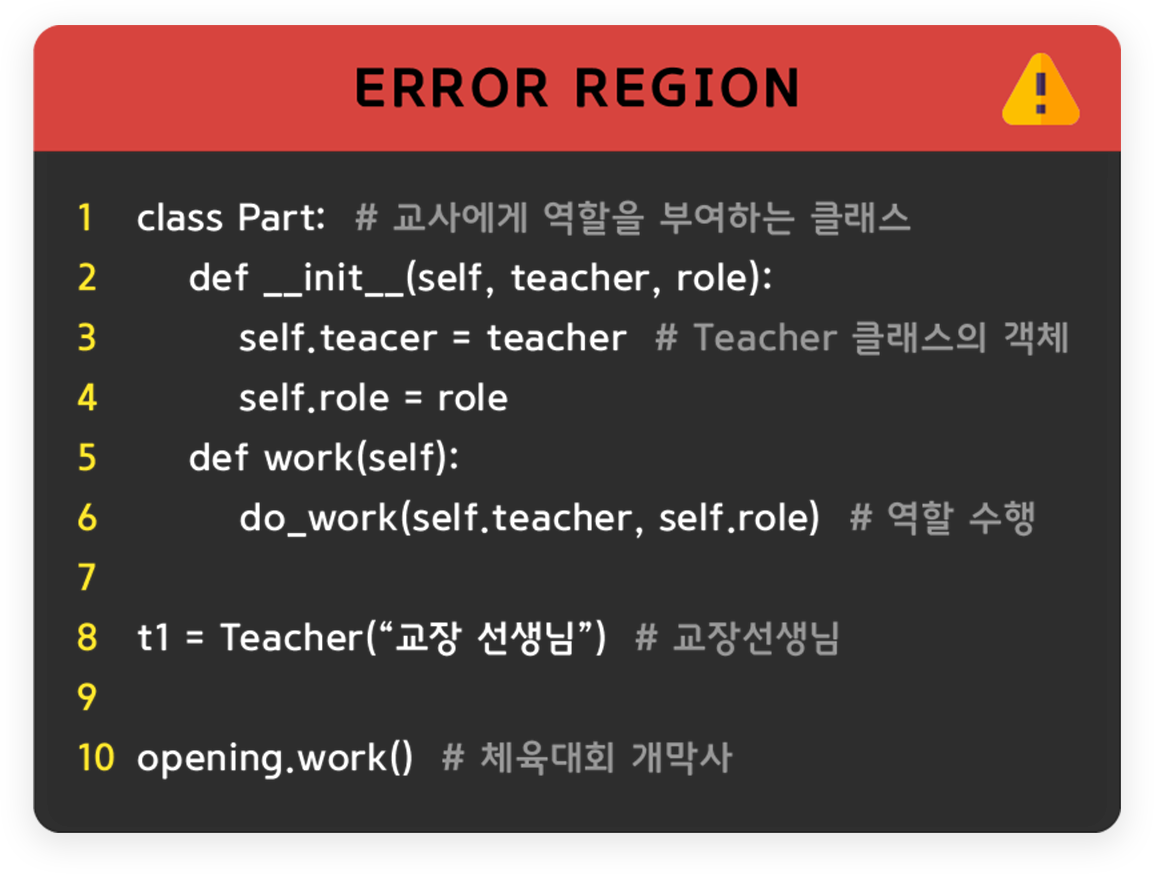 ERROR REGION
1 class Part: # 교사에게 역할을 부여하는 클래스
2 def __init__(self, teacher, role):
3 self.teacer = teacher # Teacher 클래스의 객체
4 self.role = role
5 def work(self):
6 do_work(self.teacher, self.role) # 역할 수행
7
8 t1 = Teacher(“교장 선생님”) # 교장선생님
9
10 opening.work() # 체육대회 개막사